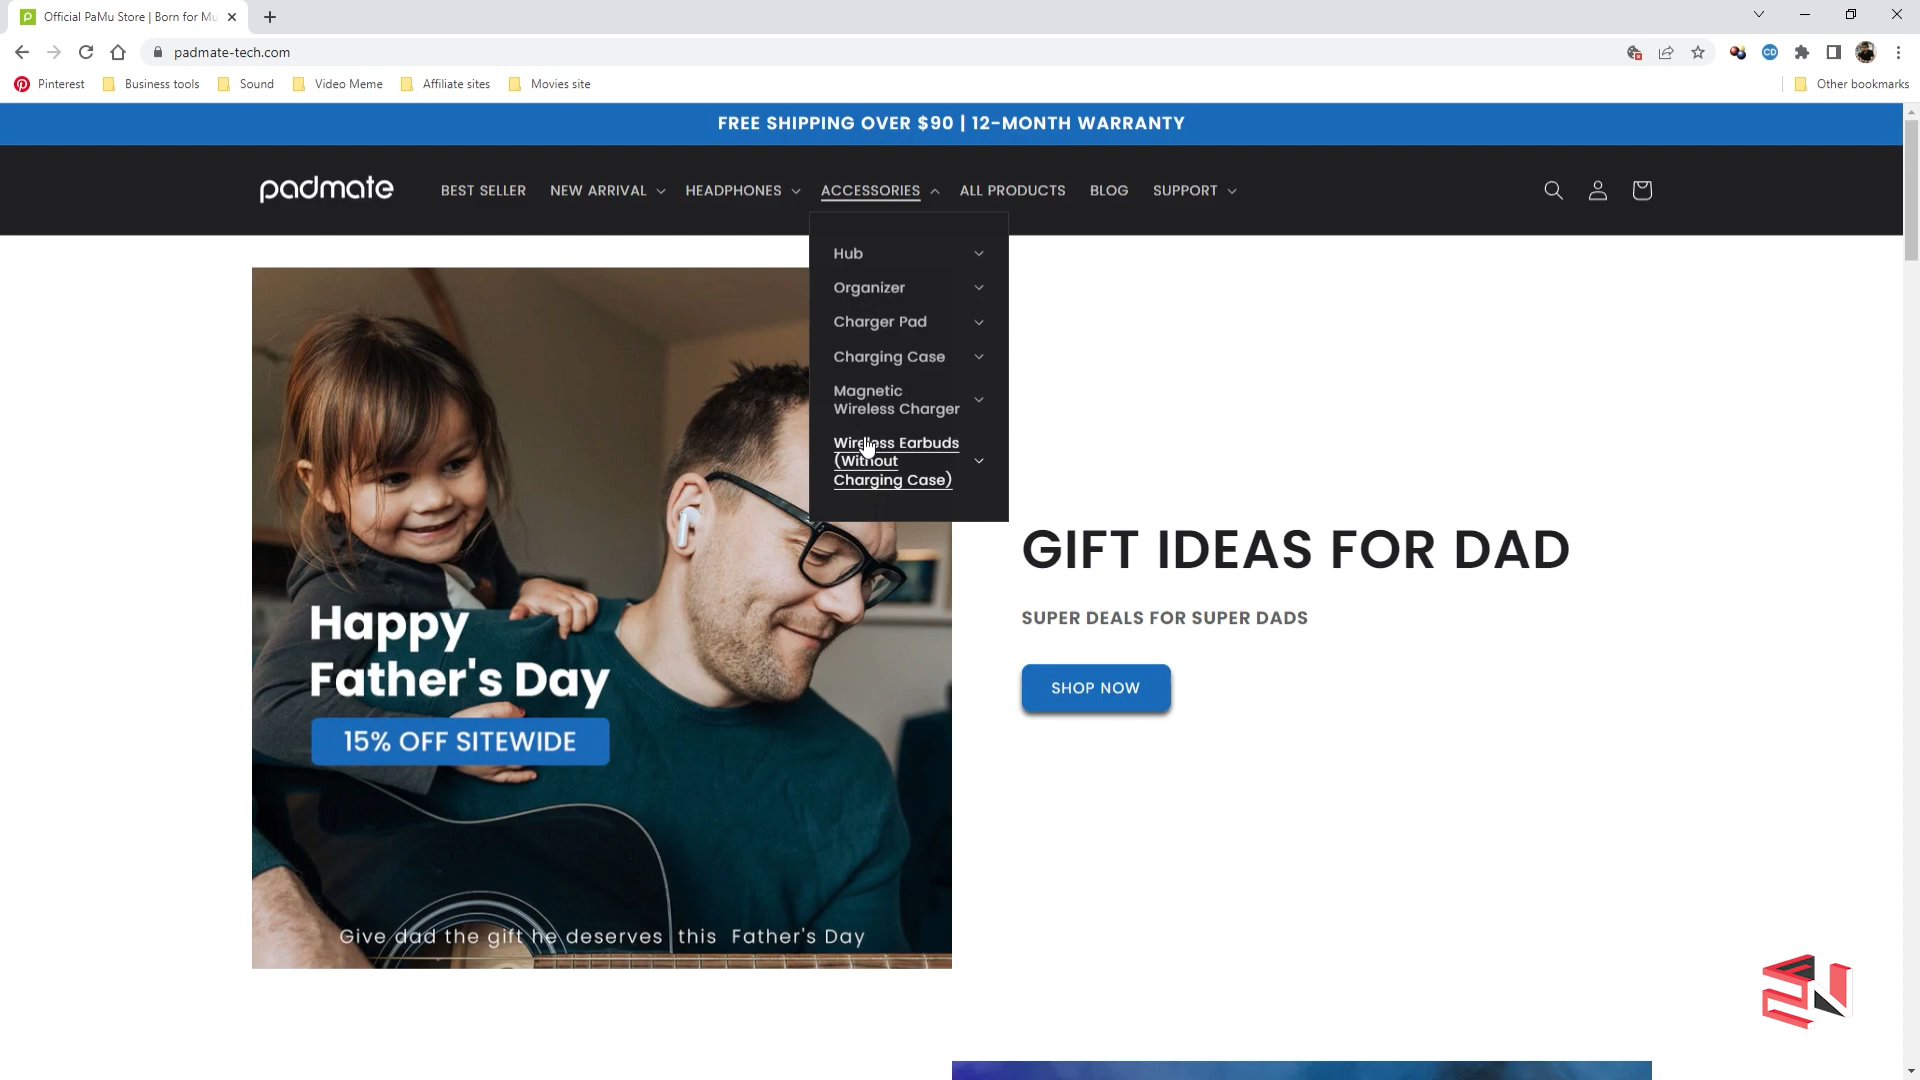 Official PaMu Store | Born for Mu
padmate-tech.com
Pinterest
Business tools
Sound
Video Meme
Affiliate sites
Movies site
Other bookmarks
FREE SHIPPING OVER $90 | 12-MONTH WARRANTY
padmate
BEST SELLER
NEW ARRIVAL
HEADPHONES
ACCESSORIES
ALL PRODUCTS
BLOG
SUPPORT
Hub
Organizer
Charger Pad
Charging Case
Magnetic
Wireless Charger
Wireless Earbuds
(Without
Charging Case)
Happy
Father's Day
15% OFF SITEWIDE
Give dad the gift he deserves this Father's Day
GIFT IDEAS FOR DAD
SUPER DEALS FOR SUPER DADS
SHOP NOW